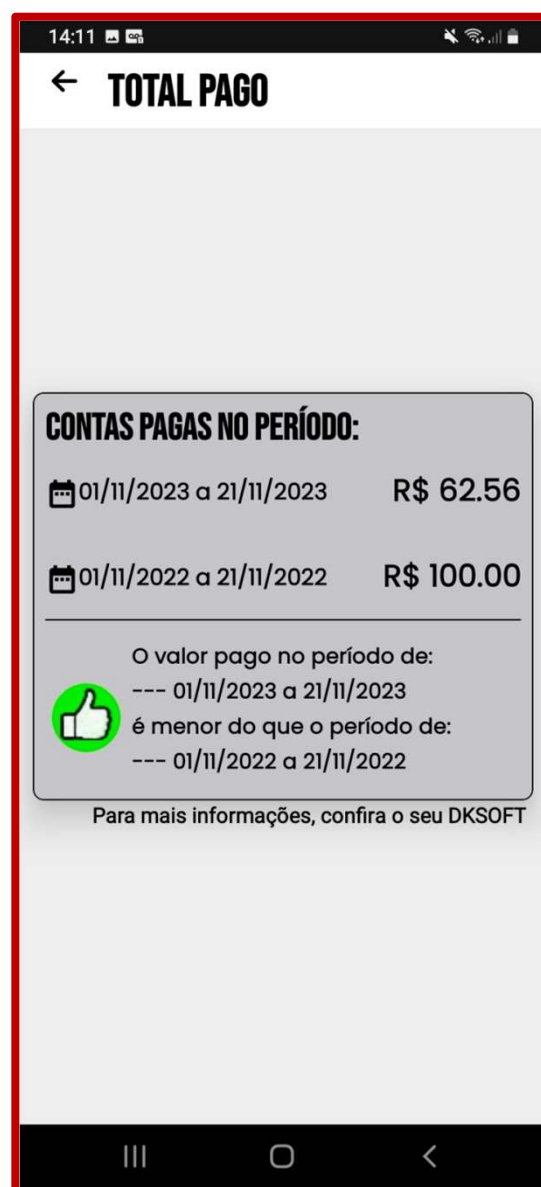 14:11
TOTAL PAGO
CONTAS PAGAS NO PERÍODO:
01/11/2023 a 21/11/2023 R$ 62.56
01/11/2022 a 21/11/2022 R$ 100.00
O valor pago no período de:
--- 01/11/2023 a 21/11/2023
é menor do que o período de:
--- 01/11/2022 a 21/11/2022
Para mais informações, confira o seu DKSOFT